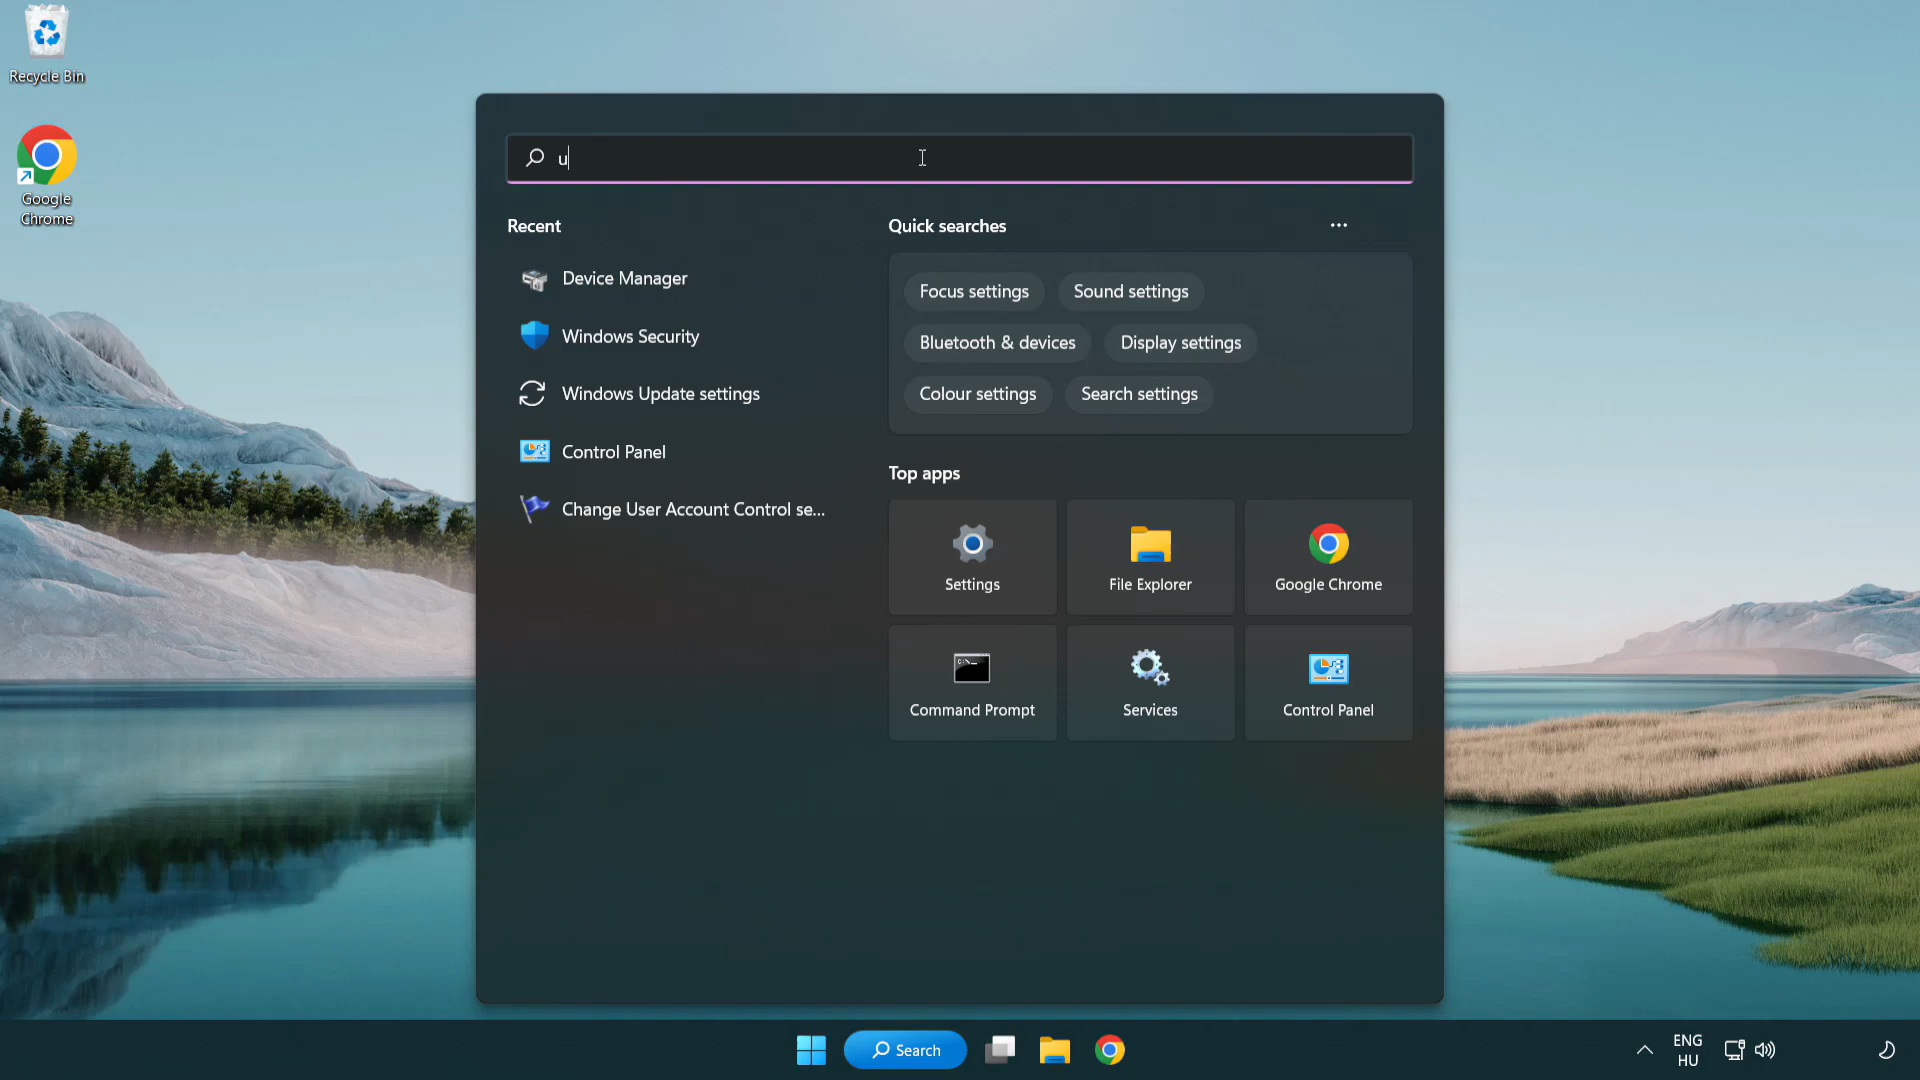 Recycle Bin
Google
Chrome
u
Recent
Device Manager
Windows Security
Windows Update settings
Control Panel
Change User Account Control se...
Quick searches
Focus settings
Sound settings
Bluetooth & devices
Display settings
Colour settings
Search settings
Top apps
Settings
File Explorer
Google Chrome
Command Prompt
Services
Control Panel
Search
ENG
HU